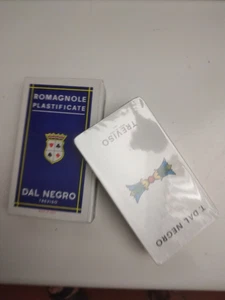 ROMAGNOLE
PLASTIFICATE
DAL NEGRO
TREVISO
TREVISO
T. DAL NEGRO